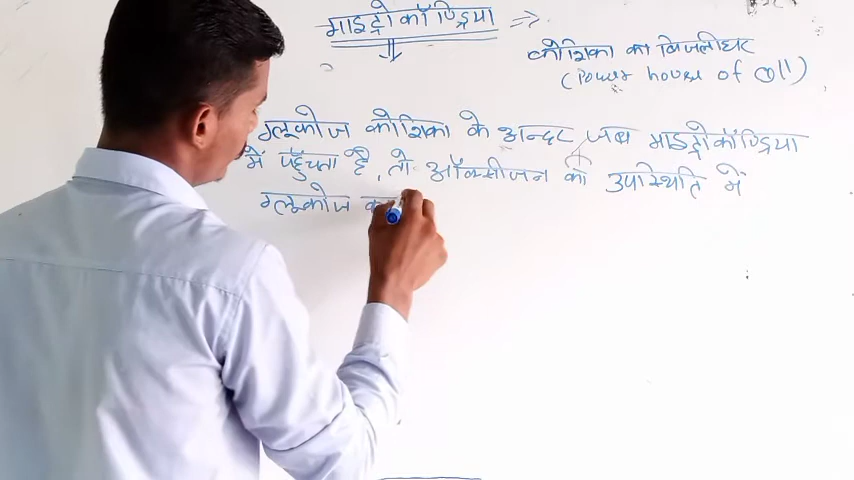 माइट्रोकॉण्ड्रिया ⇒
कोशिका का बिजलीघर
(Power house of Cell)
ग्लूकोज कोशिका के अन्दर जब माइट्रोकॉण्ड्रिया
में पहुँचता है, तो ऑक्सीजन की उपस्थिति में
ग्लूकोज